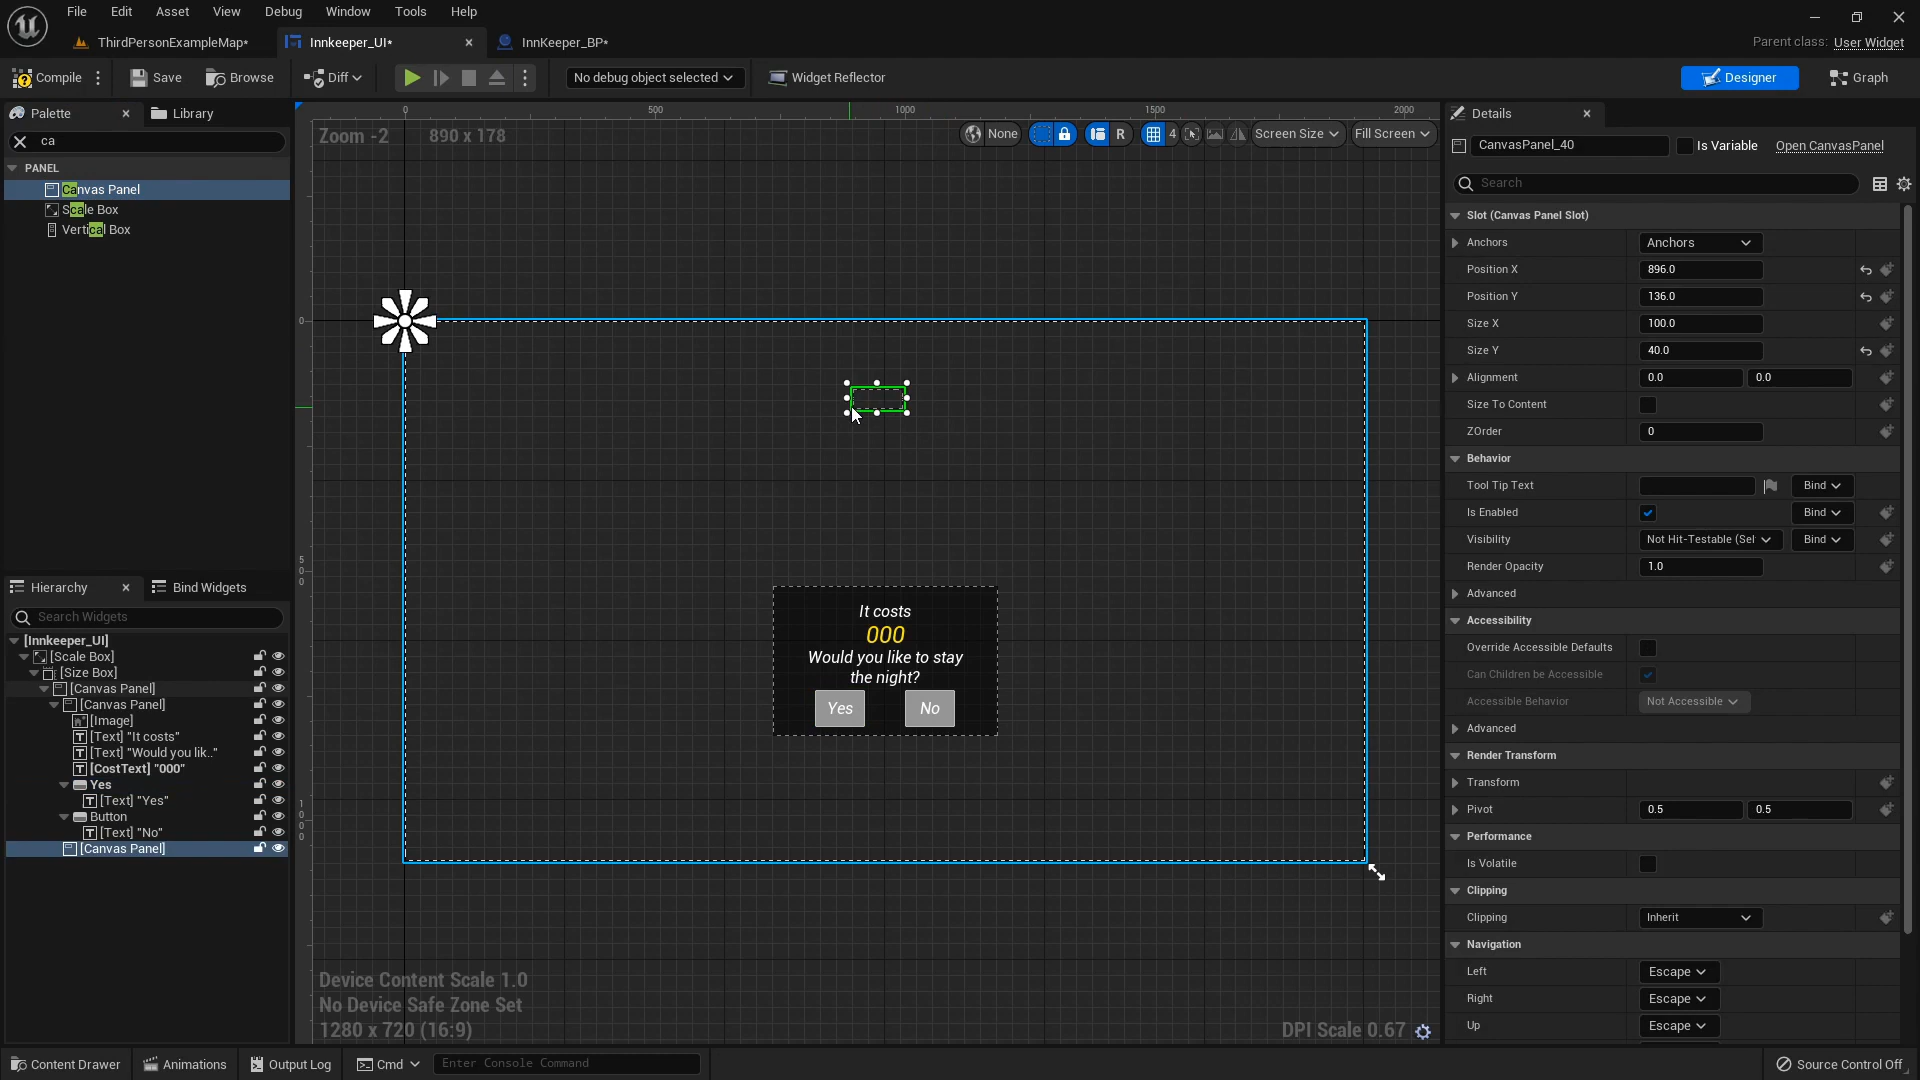 File Edit Asset View Debug Window Tools Help
ThirdPersonExampleMap* Innkeeper_UI* InnKeeper_BP*
Parent class: User Widget
Compile Save Browse Diff No debug object selected Widget Reflector Designer Graph
Palette Library
ca
PANEL
Canvas Panel
Scale Box
Vertical Box
Hierarchy Bind Widgets
Search Widgets
[Innkeeper_UI]
[Scale Box]
[Size Box]
[Canvas Panel]
[Canvas Panel]
[Image]
[Text] "It costs"
[Text] "Would you lik.."
[CostText] "000"
Yes
[Text] "Yes"
Button
[Text] "No"
[Canvas Panel]
0 500 1000 1500 2000
Zoom -2 890 x 178
None R 4 Screen Size Fill Screen
0
500
1000
It costs
000
Would you like to stay
the night?
Yes No
Device Content Scale 1.0
No Device Safe Zone Set
1280 x 720 (16:9)
DPI Scale 0.67
Details
CanvasPanel_40 Is Variable Open CanvasPanel
Search
Slot (Canvas Panel Slot)
Anchors Anchors
Position X 896.0
Position Y 136.0
Size X 100.0
Size Y 40.0
Alignment 0.0 0.0
Size To Content
ZOrder 0
Behavior
Tool Tip Text Bind
Is Enabled Bind
Visibility Not Hit-Testable (Sel Bind
Render Opacity 1.0
Advanced
Accessibility
Override Accessible Defaults
Can Children be Accessible
Accessible Behavior Not Accessible
Advanced
Render Transform
Transform
Pivot 0.5 0.5
Performance
Is Volatile
Clipping
Clipping Inherit
Navigation
Left Escape
Right Escape
Up Escape
Content Drawer Animations Output Log Cmd Enter Console Command Source Control Off